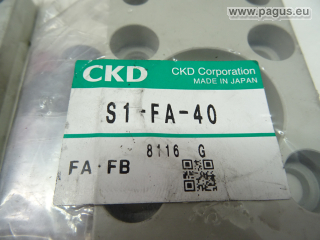 www.pagus.eu
CKD
CKD Corporation
MADE IN JAPAN
S1-FA-40
8116 G
FA·FB